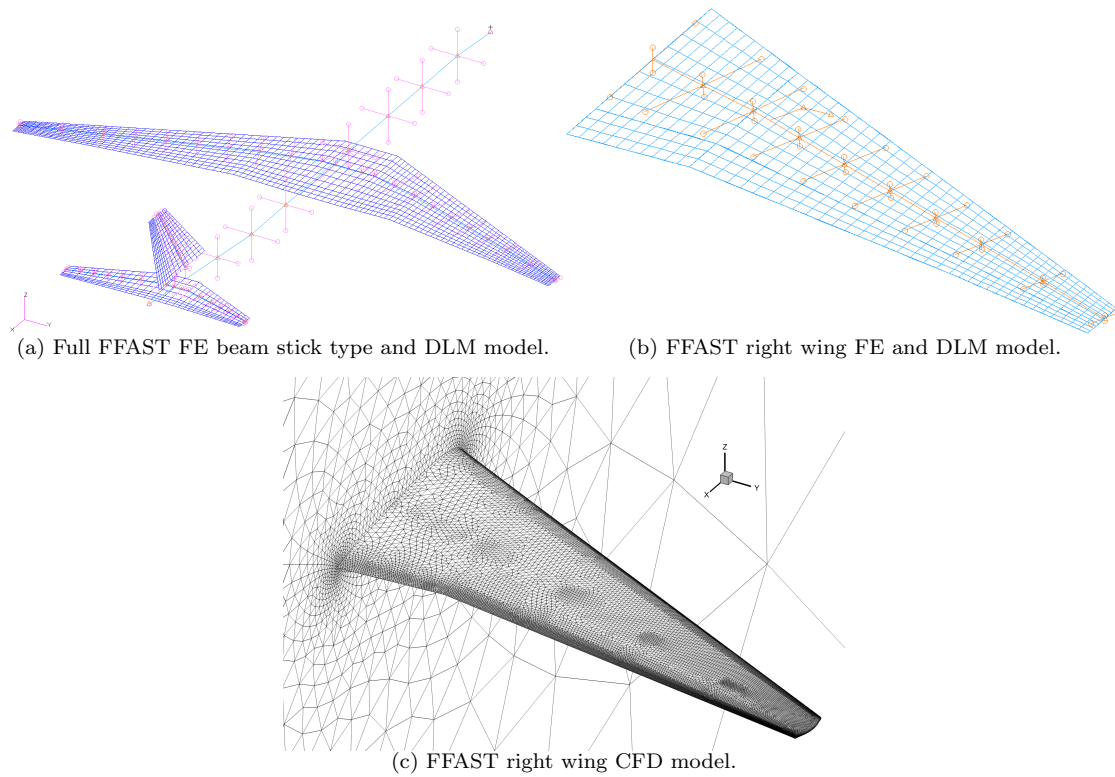 Z
X
Y
(a) Full FFAST FE beam stick type and DLM model.
(b) FFAST right wing FE and DLM model.
Z
X
Y
(c) FFAST right wing CFD model.